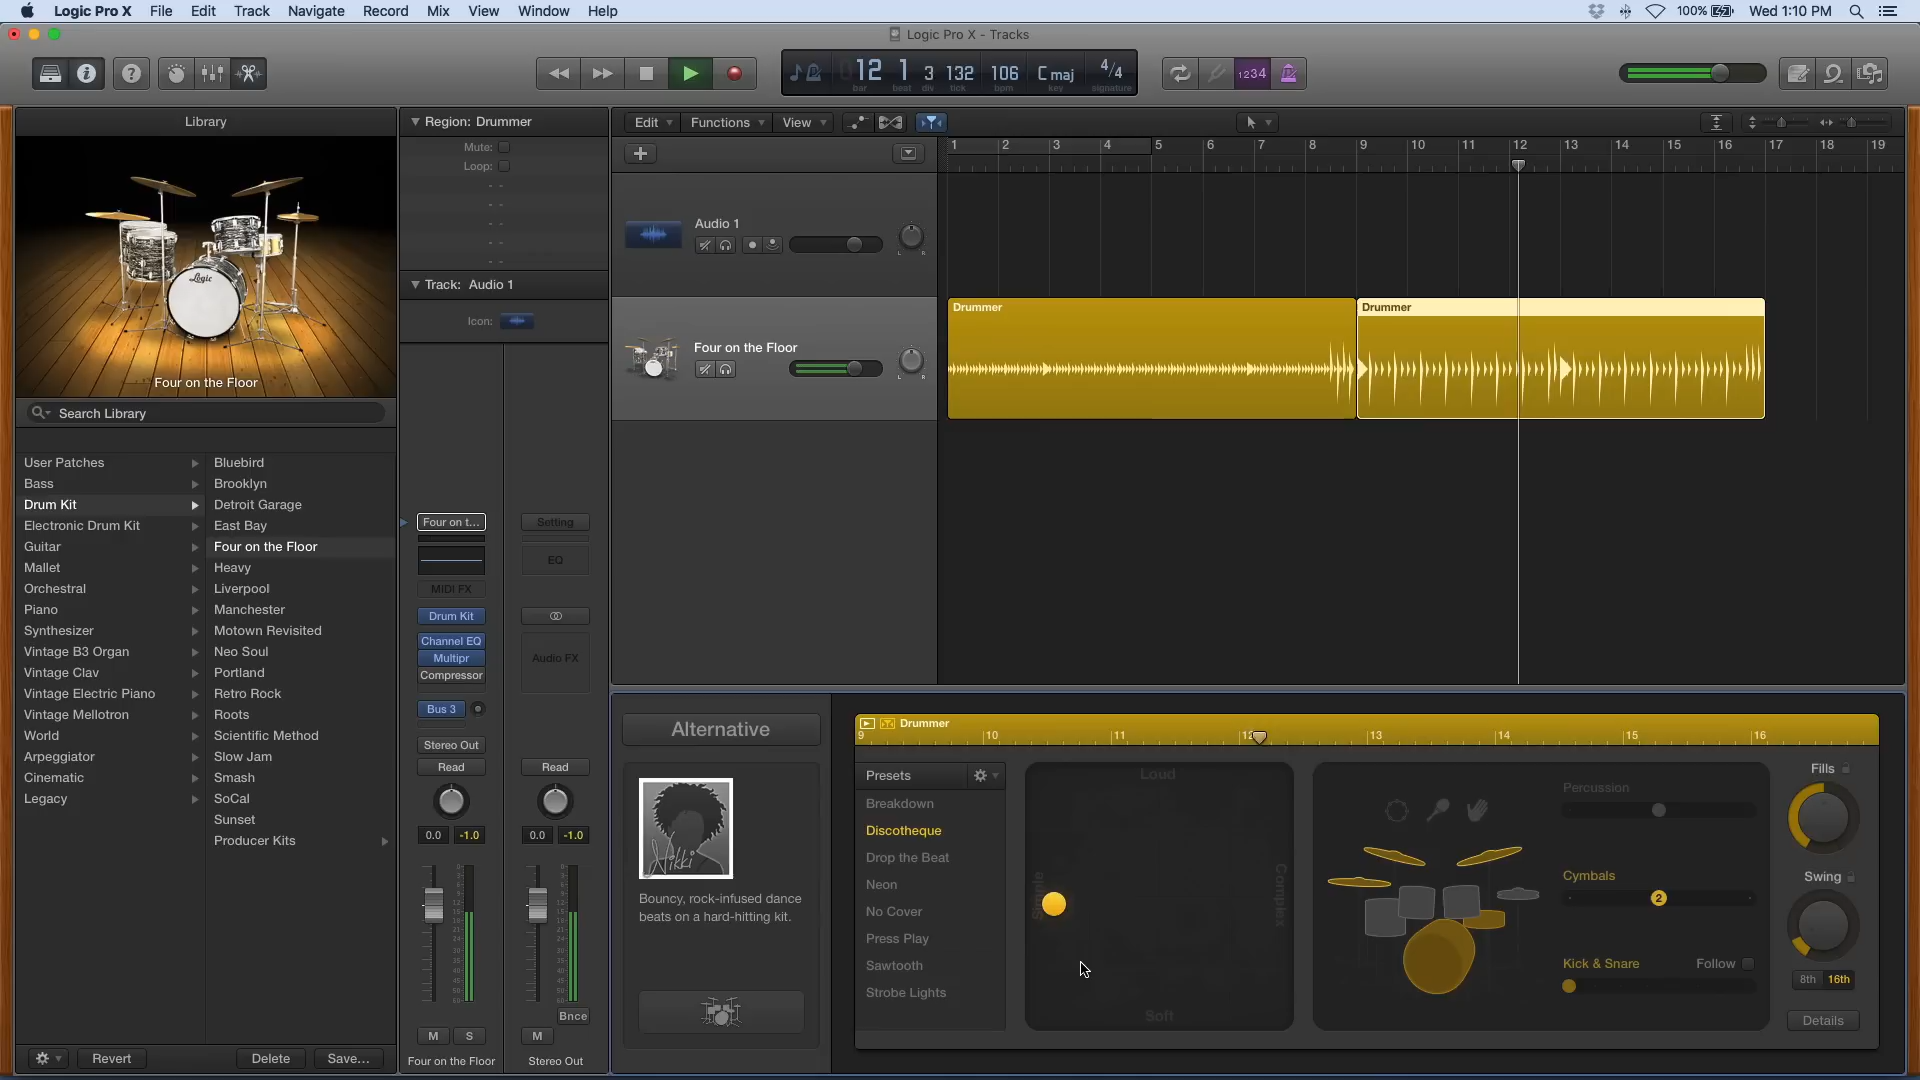 Logic Pro X File Edit Track Navigate Record Mix View Window Help 100% Wed 1:10 PM
Logic Pro X - Tracks
12 1 3 132 106 C maj 4/4
bar beat div tick bpm key signature
1234
Library
Logic
Four on the Floor
Search Library
User Patches
Bass
Drum Kit
Electronic Drum Kit
Guitar
Mallet
Orchestral
Piano
Synthesizer
Vintage B3 Organ
Vintage Clav
Vintage Electric Piano
Vintage Mellotron
World
Arpeggiator
Cinematic
Legacy
Bluebird
Brooklyn
Detroit Garage
East Bay
Four on the Floor
Heavy
Liverpool
Manchester
Motown Revisited
Neo Soul
Portland
Retro Rock
Roots
Scientific Method
Slow Jam
Smash
SoCal
Sunset
Producer Kits
Revert Delete Save...
Region: Drummer
Mute:
Loop:
Track: Audio 1
Icon:
Four on t...
MIDI FX
Drum Kit
Channel EQ
Multipr
Compressor
Bus 3
Stereo Out
Read
0.0 -1.0
M S
Four on the Floor
Setting
EQ
Audio FX
Read
0.0 -1.0
Bnce
M
Stereo Out
Edit Functions View
1 2 3 4 5 6 7 8 9 10 11 12 13 14 15 16 17 18 19
Audio 1
L R
Four on the Floor
L R
Drummer
Drummer
Alternative
Nikki
Bouncy, rock-infused dance
beats on a hard-hitting kit.
Drummer
9 10 11 12 13 14 15 16
Presets
Breakdown
Discotheque
Drop the Beat
Neon
No Cover
Press Play
Sawtooth
Strobe Lights
Loud
Simple
Complex
Soft
Percussion
Cymbals
2
Kick & Snare Follow
Fills
Swing
8th 16th
Details